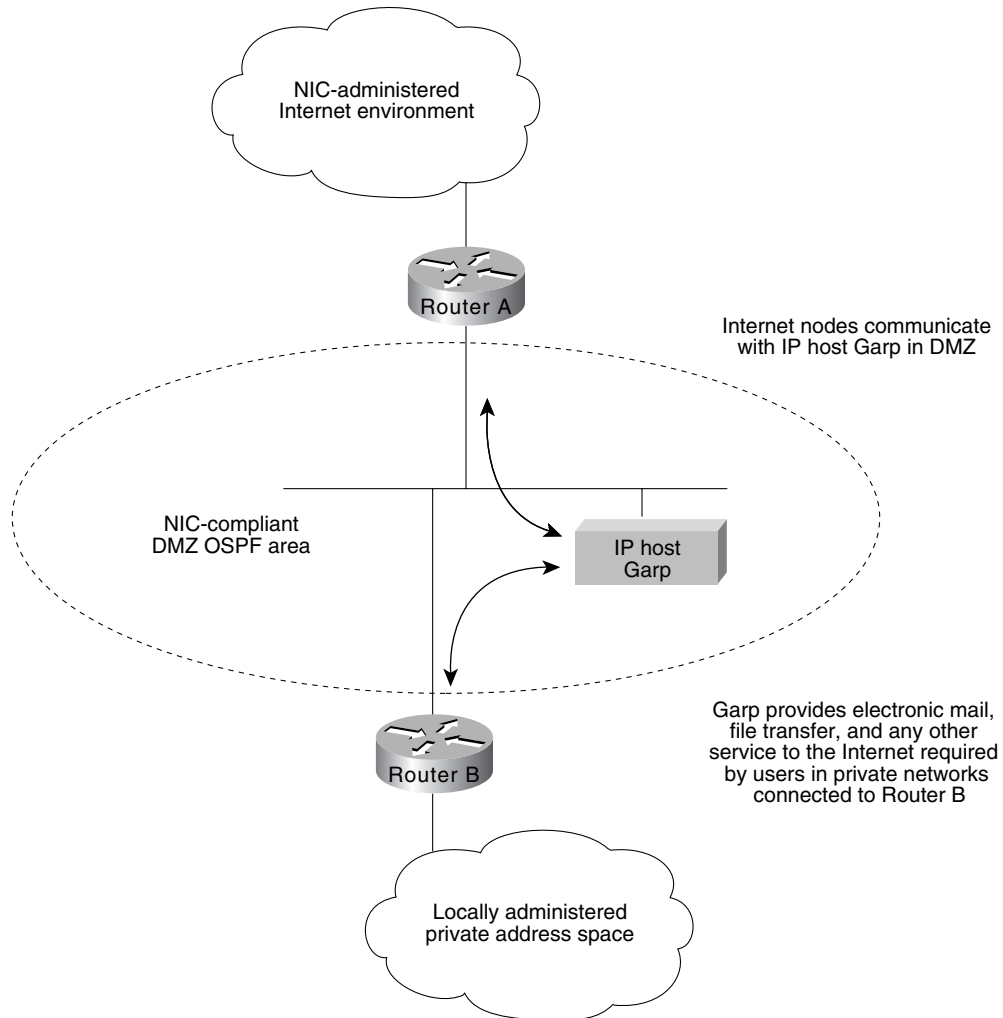 NIC-administered
Internet environment
Router A
Internet nodes communicate
with IP host Garp in DMZ
NIC-compliant
DMZ OSPF area
IP host
Garp
Router B
Garp provides electronic mail,
file transfer, and any other
service to the Internet required
by users in private networks
connected to Router B
Locally administered
private address space